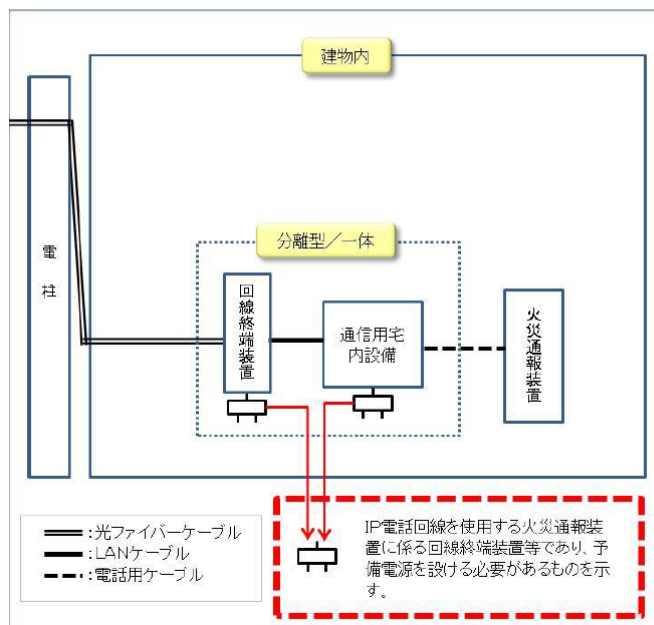 建物内
電柱
分離型／一体
回線終端装置
通信用宅
内設備
火災通報装置
IP電話回線を使用する火災通報装
置に係る回線終端装置等であり、予
備電源を設ける必要があるものを示
す。
:光ファイバーケーブル
:LANケーブル
:電話用ケーブル